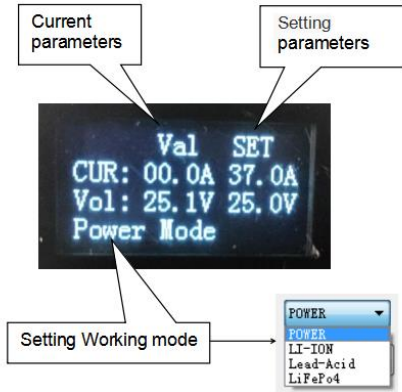 Current
parameters
Setting
parameters
Val SET
CUR: 00.0A 37.0A
Vol: 25.1V 25.0V
Power Mode
Setting Working mode
POWER
POWER
LI-ION
Lead-Acid
LiFePo4